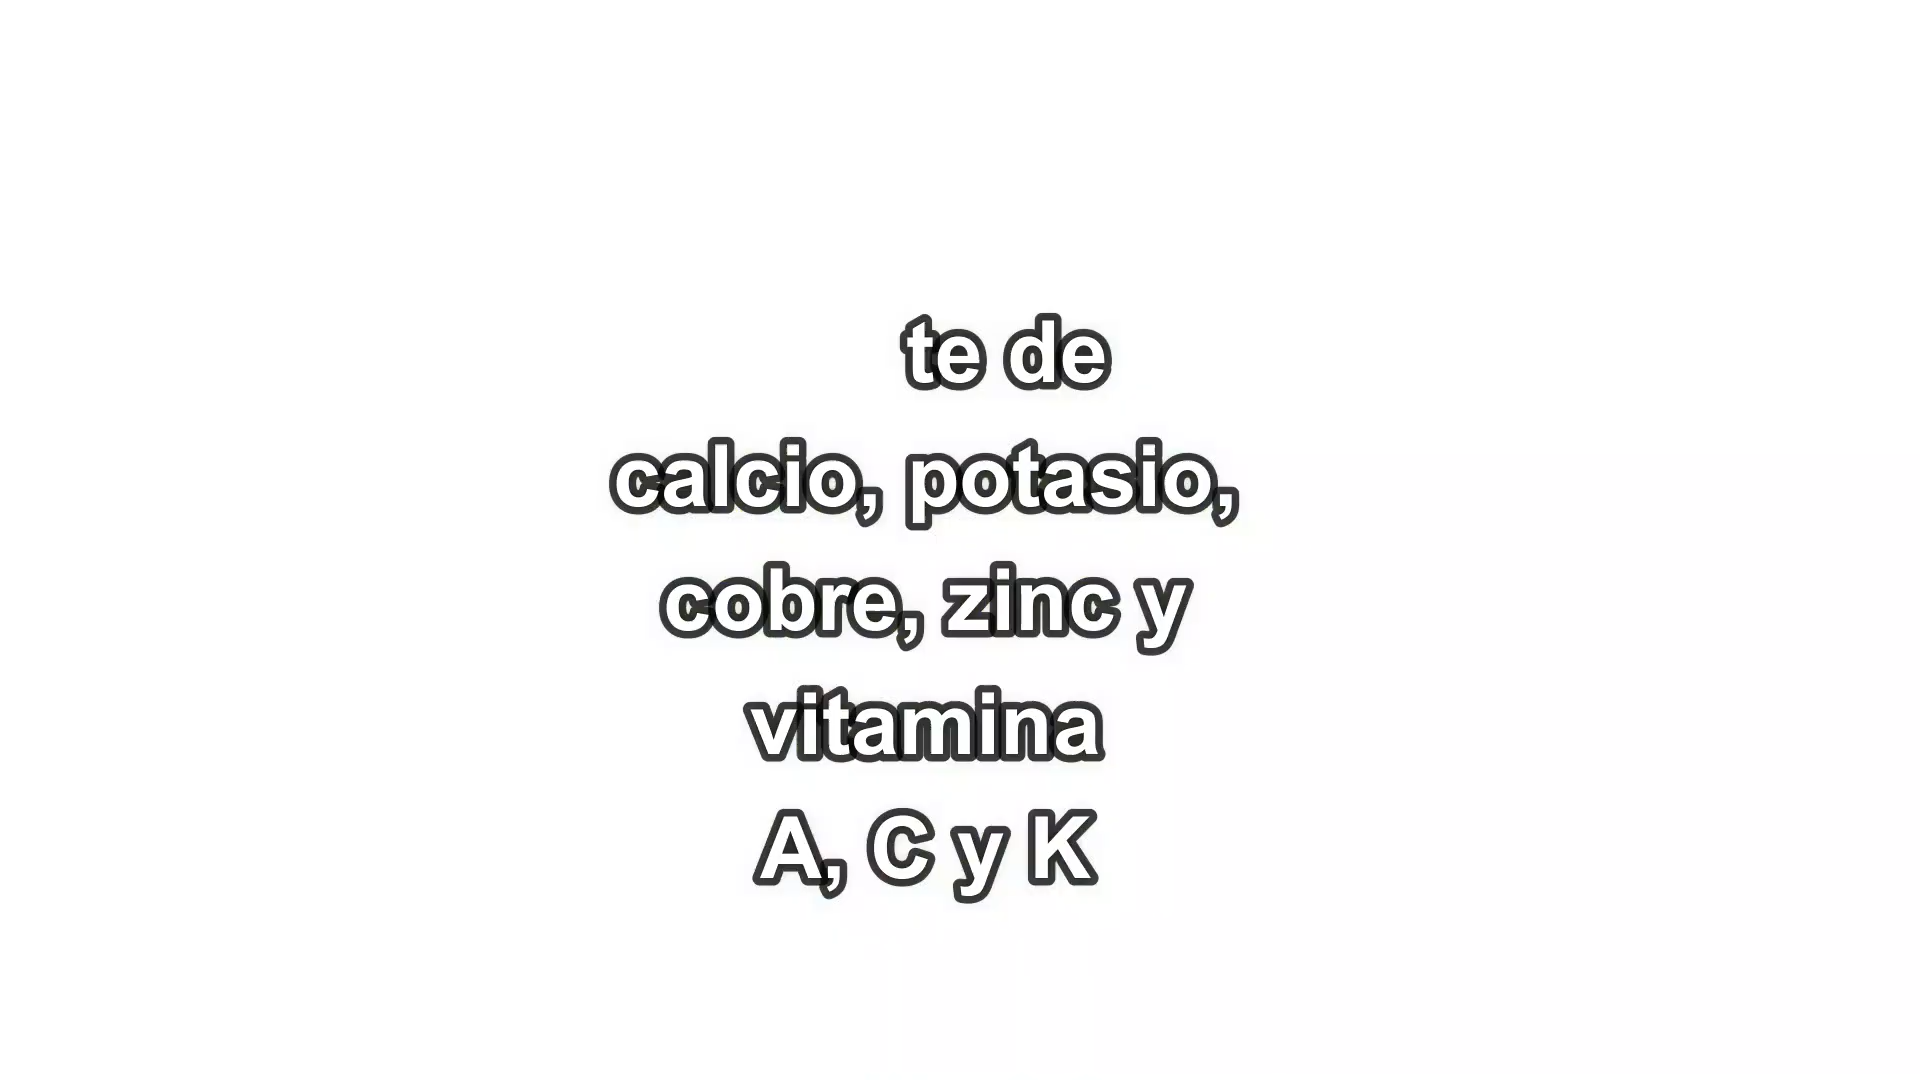 te de
calcio, potasio,
cobre, zinc y
vitamina
A, C y K